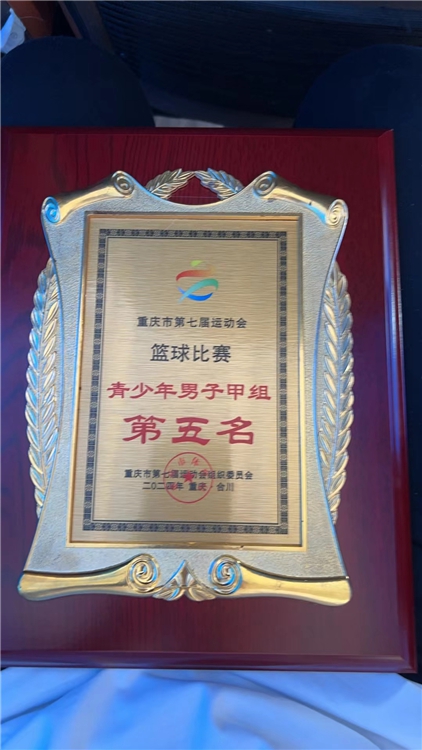 重庆市第七届运动会
篮球比赛
青少年男子甲组
第五名
重庆市第七届运动会组织委员会
二〇二四年 重庆·合川